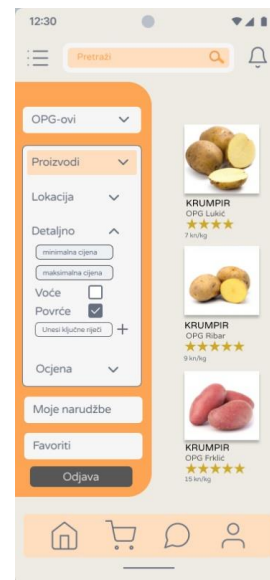 12:30
Pretraži
OPG-ovi
Proizvodi
Lokacija
Detaljno
minimalna cijena
maksimalna cijena
Voće
Povrće
Unesi ključne riječi
Ocjena
Moje narudžbe
Favoriti
Odjava
KRUMPIR
OPG Lukić
7 kn/kg
KRUMPIR
OPG Ribar
9 kn/kg
KRUMPIR
OPG Frklić
15 kn/kg